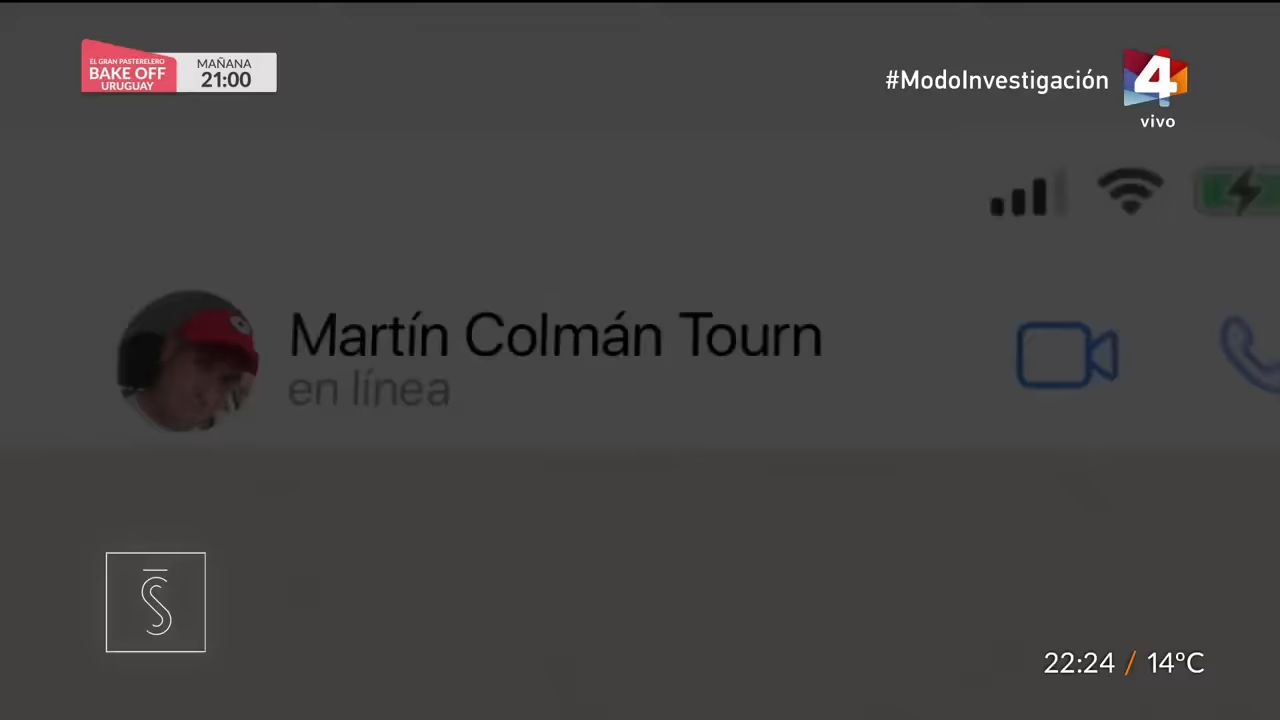 EL GRAN PASTERELERO
BAKE OFF
URUGUAY
MAÑANA
21:00
#ModoInvestigación
4
vivo
Martín Colmán Tourn
en línea
S
22:24 / 14°C